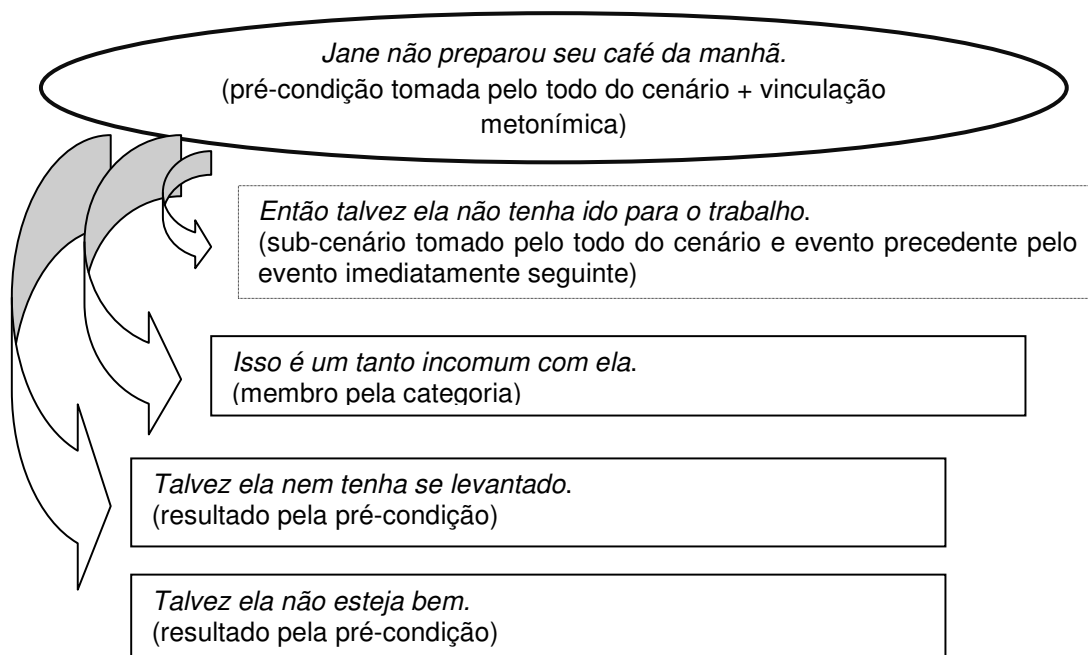 Jane não preparou seu café da manhã.
(pré-condição tomada pelo todo do cenário + vinculação
metonímica)
Então talvez ela não tenha ido para o trabalho.
(sub-cenário tomado pelo todo do cenário e evento precedente pelo
evento imediatamente seguinte)
Isso é um tanto incomum com ela.
(membro pela categoria)
Talvez ela nem tenha se levantado.
(resultado pela pré-condição)
Talvez ela não esteja bem.
(resultado pela pré-condição)